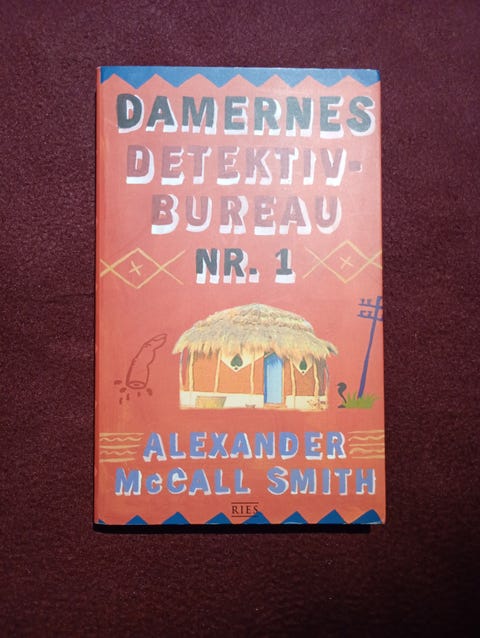 DAMERNES
DETEKTIV-
BUREAU
NR. 1
ALEXANDER
MCCALL SMITH
RIES